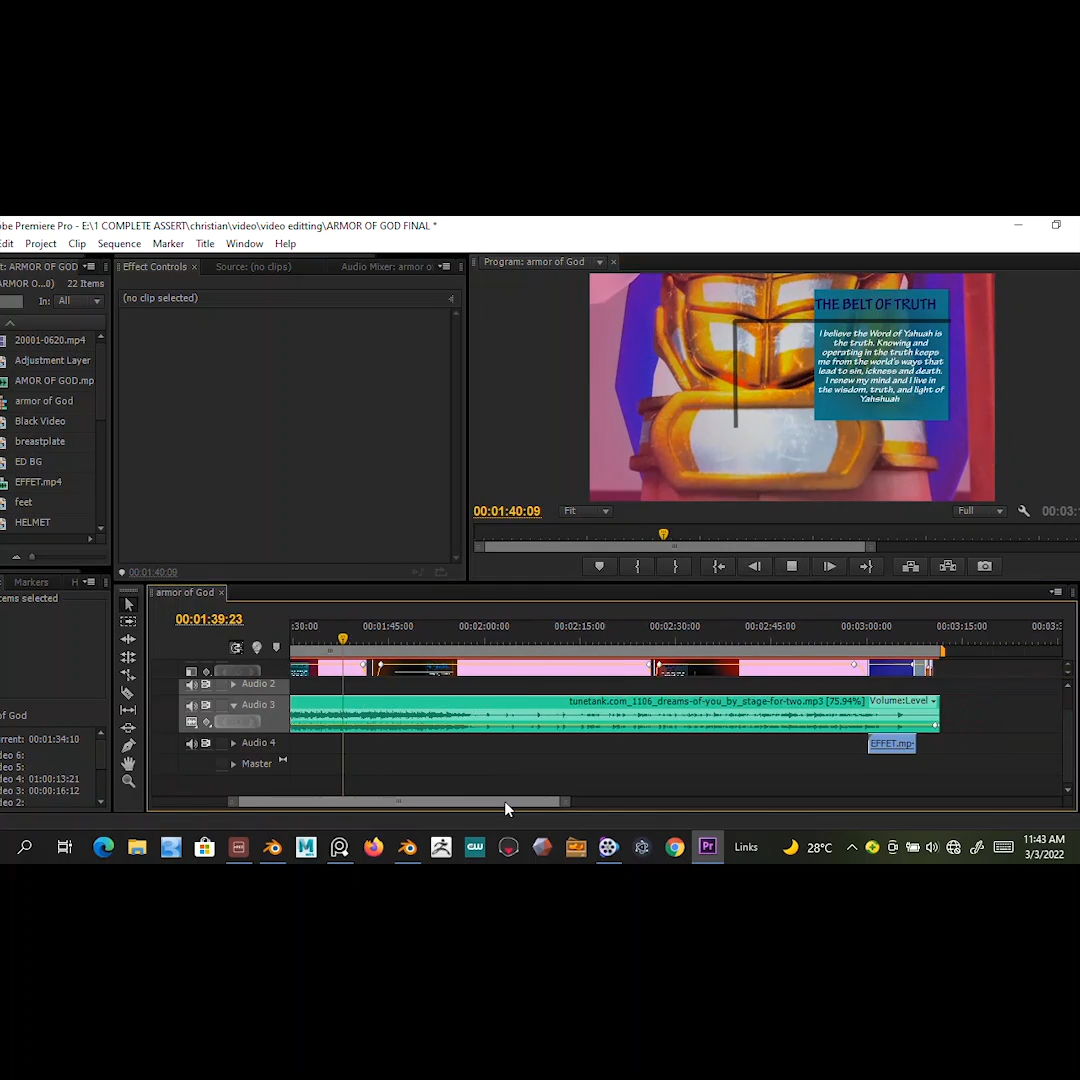 obe Premiere Pro - E:\1 COMPLETE ASSERT\christian\video\video editting\ARMOR OF GOD FINAL *
Edit Project Clip Sequence Marker Title Window Help
t: ARMOR OF GOD
ARMOR O...0) 22 Items
In: All
20001-0620.mp4
Adjustment Layer
AMOR OF GOD.mp
armor of God
Black Video
breastplate
ED BG
EFFET.mp4
feet
HELMET
Effect Controls × Source: (no clips) Audio Mixer: armor o
(no clip selected)
00:01:40:09
Program: armor of God ×
THE BELT OF TRUTH
I believe the Word of Yahuah is
the truth. Knowing and
operating in the truth keeps
me from the world's ways that
lead to sin, ickness and death.
I renew my mind and I live in
the wisdom, truth, and light of
Yahshuah
00:01:40:09 Fit Full 00:03:1
Markers H
tems selected
of God
rrent: 00:01:34:10
deo 6:
deo 5:
deo 4: 01:00:13:21
deo 3: 00:00:16:12
deo 2:
armor of God ×
00:01:39:23
:30:00 00:01:45:00 00:02:00:00 00:02:15:00 00:02:30:00 00:02:45:00 00:03:00:00 00:03:15:00 00:03:3
Audio 2
Audio 3
tunetank.com_1106_dreams-of-you_by_stage-for-two.mp3 [75.94%] Volume:Level
Audio 4
EFFET.mp-
Master
CLIP
Pr
Links
28°C
11:43 AM
3/3/2022